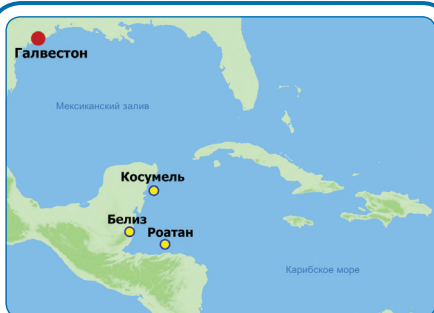 Галвестон
Мексиканский залив
Косумель
Белиз
Роатан
Карибское море